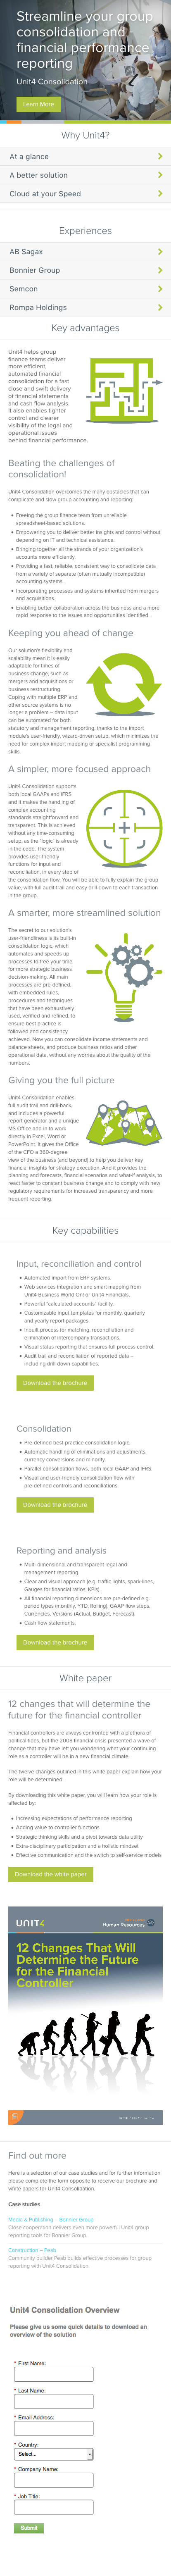 Streamline your group
consolidation and
financial performance
reporting
Unit4 Consolidation
Learn More
Why Unit4?
At a glance
A better solution
Cloud at your Speed
Experiences
AB Sagax
Bonnier Group
Semcon
Rompa Holdings
Key advantages
Unit4 helps group
finance teams deliver
more efficient,
automated financial
consolidation for a fast
close and swift delivery
of financial statements
and cash flow analysis.
It also enables tighter
control and clearer
visibility of the legal and
operational issues
behind financial performance.
Beating the challenges of
consolidation!
Unit4 Consolidation overcomes the many obstacles that can
complicate and slow group accounting and reporting:
• Freeing the group finance team from unreliable
spreadsheet-based solutions.
• Empowering you to deliver better insights and control without
depending on IT and technical assistance.
• Bringing together all the strands of your organization's
accounts more efficiently.
• Providing a fast, reliable, consistent way to consolidate data
from a variety of separate (often mutually incompatible)
accounting systems.
• Incorporating processes and systems inherited from mergers
and acquisitions.
• Enabling better collaboration across the business and a more
rapid response to the issues and opportunities identified.
Keeping you ahead of change
Our solution's flexibility and
scalability mean it is easily
adaptable for times of
business change, such as
mergers and acquisitions or
business restructuring.
Coping with multiple ERP and
other source systems is no
longer a problem – data input
can be automated for both
statutory and management reporting, thanks to the import
module's user-friendly, wizard-driven setup, which minimizes the
need for complex import mapping or specialist programming
skills.
A simpler, more focused approach
Unit4 Consolidation supports
both local GAAPs and IFRS
and it makes the handling of
complex accounting
standards straightforward and
transparent. This is achieved
without any time-consuming
setup, as the "logic" is already
in the code. The system
provides user-friendly
functions for input and
reconciliation, in every step of
the consolidation flow. You will be able to fully explain the group
value, with full audit trail and easy drill-down to each transaction
in the group.
A smarter, more streamlined solution
The secret to our solution's
user-friendliness is its built-in
consolidation logic, which
automates and speeds up
processes to free you your time
for more strategic business
decision-making. All main
processes are pre-defined,
with embedded rules,
procedures and techniques
that have been exhaustively
used, verified and refined, to
ensure best practice is
followed and consistency
achieved. Now you can consolidate income statements and
balance sheets, and produce business ratios and other
operational data, without any worries about the quality of the
numbers.
Giving you the full picture
Unit4 Consolidation enables
full audit trail and drill-back,
and includes a powerful
report generator and a unique
MS Office add-in to work
directly in Excel, Word or
PowerPoint. It gives the Office
of the CFO a 360-degree
view of the business (and beyond) to help you deliver key
financial insights for strategy execution. And it provides the
planning and forecasts, financial scenarios and what-if analysis, to
react faster to constant business change and to comply with new
regulatory requirements for increased transparency and more
frequent reporting.
Key capabilities
Input, reconciliation and control
• Automated import from ERP systems.
• Web services integration and smart mapping from
Unit4 Business World On! or Unit4 Financials.
• Powerful "calculated accounts" facility.
• Customizable input templates for monthly, quarterly
and yearly report packages.
• Inbuilt process for matching, reconciliation and
elimination of intercompany transactions.
• Visual status reporting that ensures full process control.
• Audit trail and reconciliation of reported data –
including drill-down capabilities.
Download the brochure
Consolidation
• Pre-defined best-practice consolidation logic.
• Automatic handling of eliminations and adjustments,
currency conversions and minority.
• Parallel consolidation flows, both local GAAP and IFRS.
• Visual and user-friendly consolidation flow with
pre-defined controls and reconciliations.
Download the brochure
Reporting and analysis
• Multi-dimensional and transparent legal and
management reporting.
• Clear and visual approach (e.g. traffic lights, spark-lines,
Gauges for financial ratios, KPIs).
• All financial reporting dimensions are pre-defined e.g.
period types (monthly, YTD, Rolling), GAAP flow steps,
Currencies, Versions (Actual, Budget, Forecast).
• Cash flow statements.
Download the brochure
White paper
12 changes that will determine the
future for the financial controller
Financial controllers are always confronted with a plethora of
political tides, but the 2008 financial crisis presented a wave of
change that may have left you wondering what your continuing
role as a controller will be in a new financial climate.
The twelve changes outlined in this white paper explain how your
role will be determined.
By downloading this white paper, you will learn how your role is
affected by:
• Increasing expectations of performance reporting
• Adding value to controller functions
• Strategic thinking skills and a pivot towards data utility
• Extra-disciplinary participation and a holistic mindset
• Effective communication and the switch to self-service models
Download the white paper
UNIT4
Human Resources
12 Changes That Will
Determine the Future
for the Financial
Controller
Find out more
Here is a selection of our case studies and for further information
please complete the form opposite to receive our brochure and
white papers for Unit4 Consolidation.
Case studies
Media & Publishing – Bonnier Group
Close cooperation delivers even more powerful Unit4 group
reporting tools for Bonnier Group.
Construction – Peab
Community builder Peab builds effective processes for group
reporting with Unit4 Consolidation.
Unit4 Consolidation Overview
Please give us some quick details to download an
overview of the solution
* First Name:
* Last Name:
* Email Address:
* Country:
Select...
* Company Name:
* Job Title:
Submit